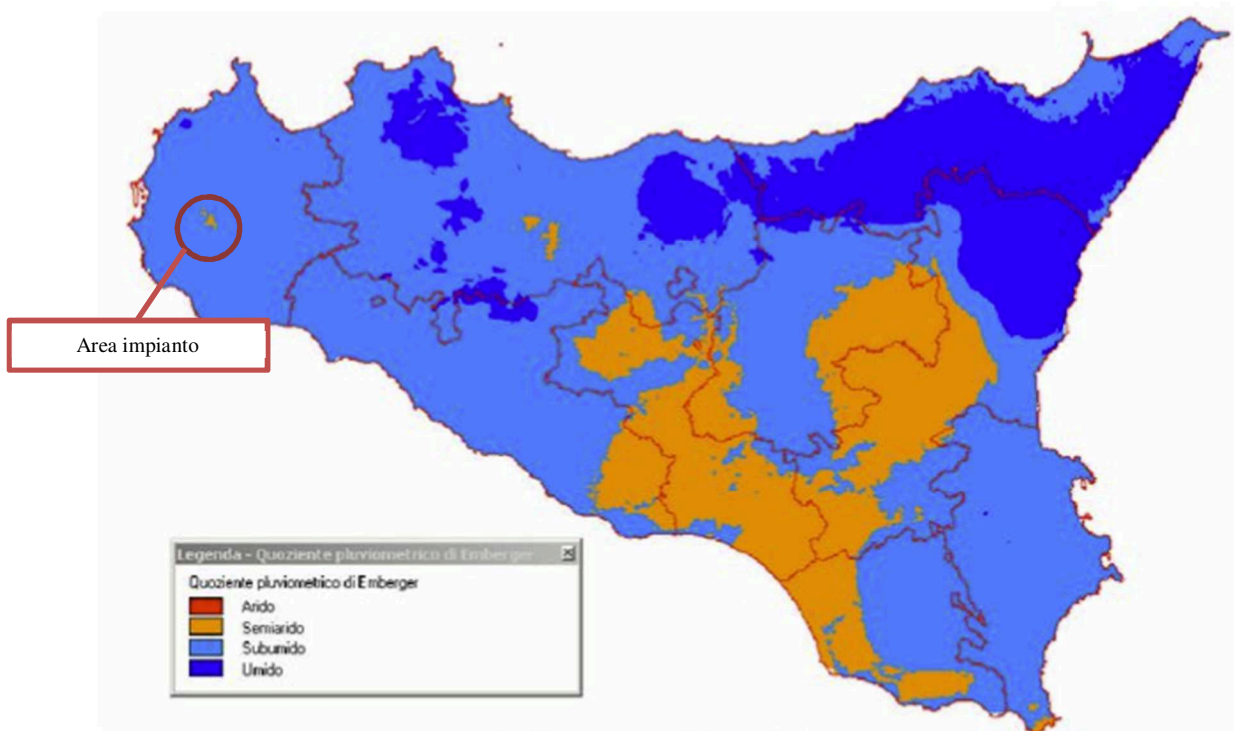 Area impianto
Legenda - Quoziente pluviometrico di Emberger
Quoziente pluviometrico di Emberger
Arido
Semiarido
Subumido
Umido